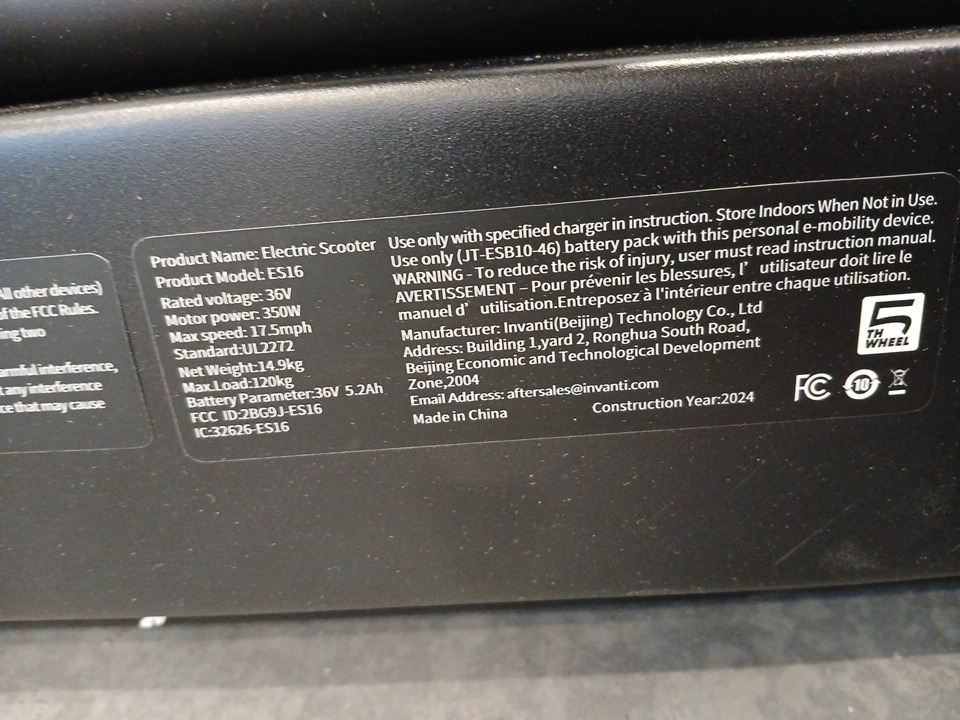 All other devices)
of the FCC Rules.
ing two
armful interference,
t any interference
ce that may cause
Product Name: Electric Scooter
Product Model: ES16
Rated voltage: 36V
Motor power: 350W
Max speed: 17.5mph
Standard:UL2272
Net Weight:14.9kg
Max.Load:120kg
Battery Parameter:36V 5.2Ah
FCC ID:2BG9J-ES16
IC:32626-ES16
Use only with specified charger in instruction. Store Indoors When Not in Use.
Use only (JT-ESB10-46) battery pack with this personal e-mobility device.
WARNING - To reduce the risk of injury, user must read instruction manual.
AVERTISSEMENT – Pour prévenir les blessures, l’ utilisateur doit lire le
manuel d’ utilisation.Entreposez à l'intérieur entre chaque utilisation.
Manufacturer: Invanti(Beijing) Technology Co., Ltd
Address: Building 1,yard 2, Ronghua South Road,
Beijing Economic and Technological Development
Zone,2004
Email Address: aftersales@invanti.com
Made in China
Construction Year:2024
5
TH
WHEEL
FC
10